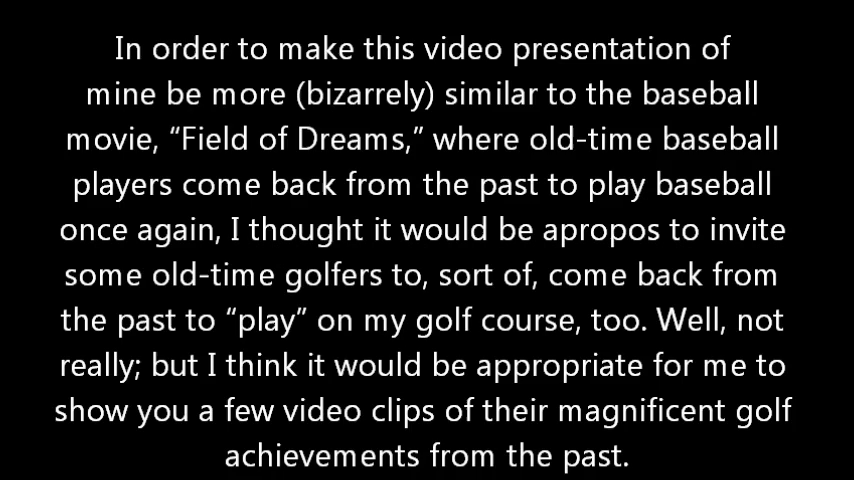 In order to make this video presentation of
mine be more (bizarrely) similar to the baseball
movie, “Field of Dreams,” where old-time baseball
players come back from the past to play baseball
once again, I thought it would be apropos to invite
some old-time golfers to, sort of, come back from
the past to “play” on my golf course, too. Well, not
really; but I think it would be appropriate for me to
show you a few video clips of their magnificent golf
achievements from the past.